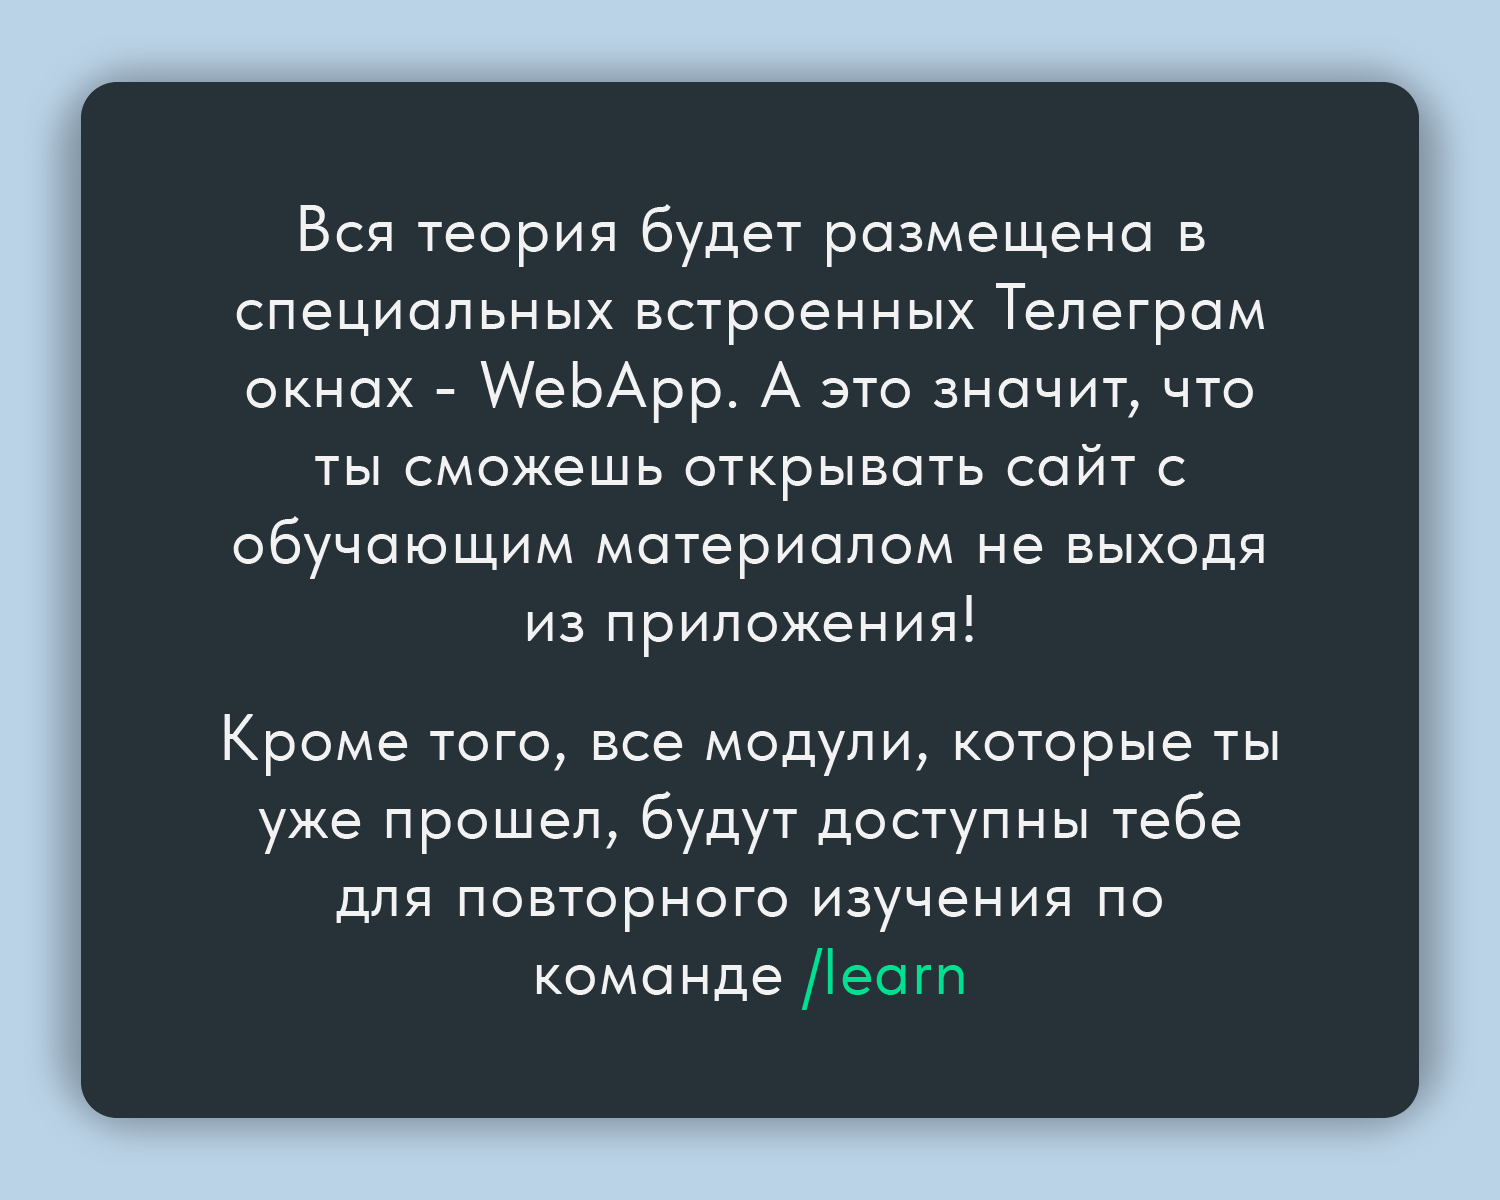 Вся теория будет размещена в
специальных встроенных Телеграм
окнах - WebApp. А это значит, что
ты сможешь открывать сайт с
обучающим материалом не выходя
из приложения!
Кроме того, все модули, которые ты
уже прошел, будут доступны тебе
для повторного изучения по
команде /learn